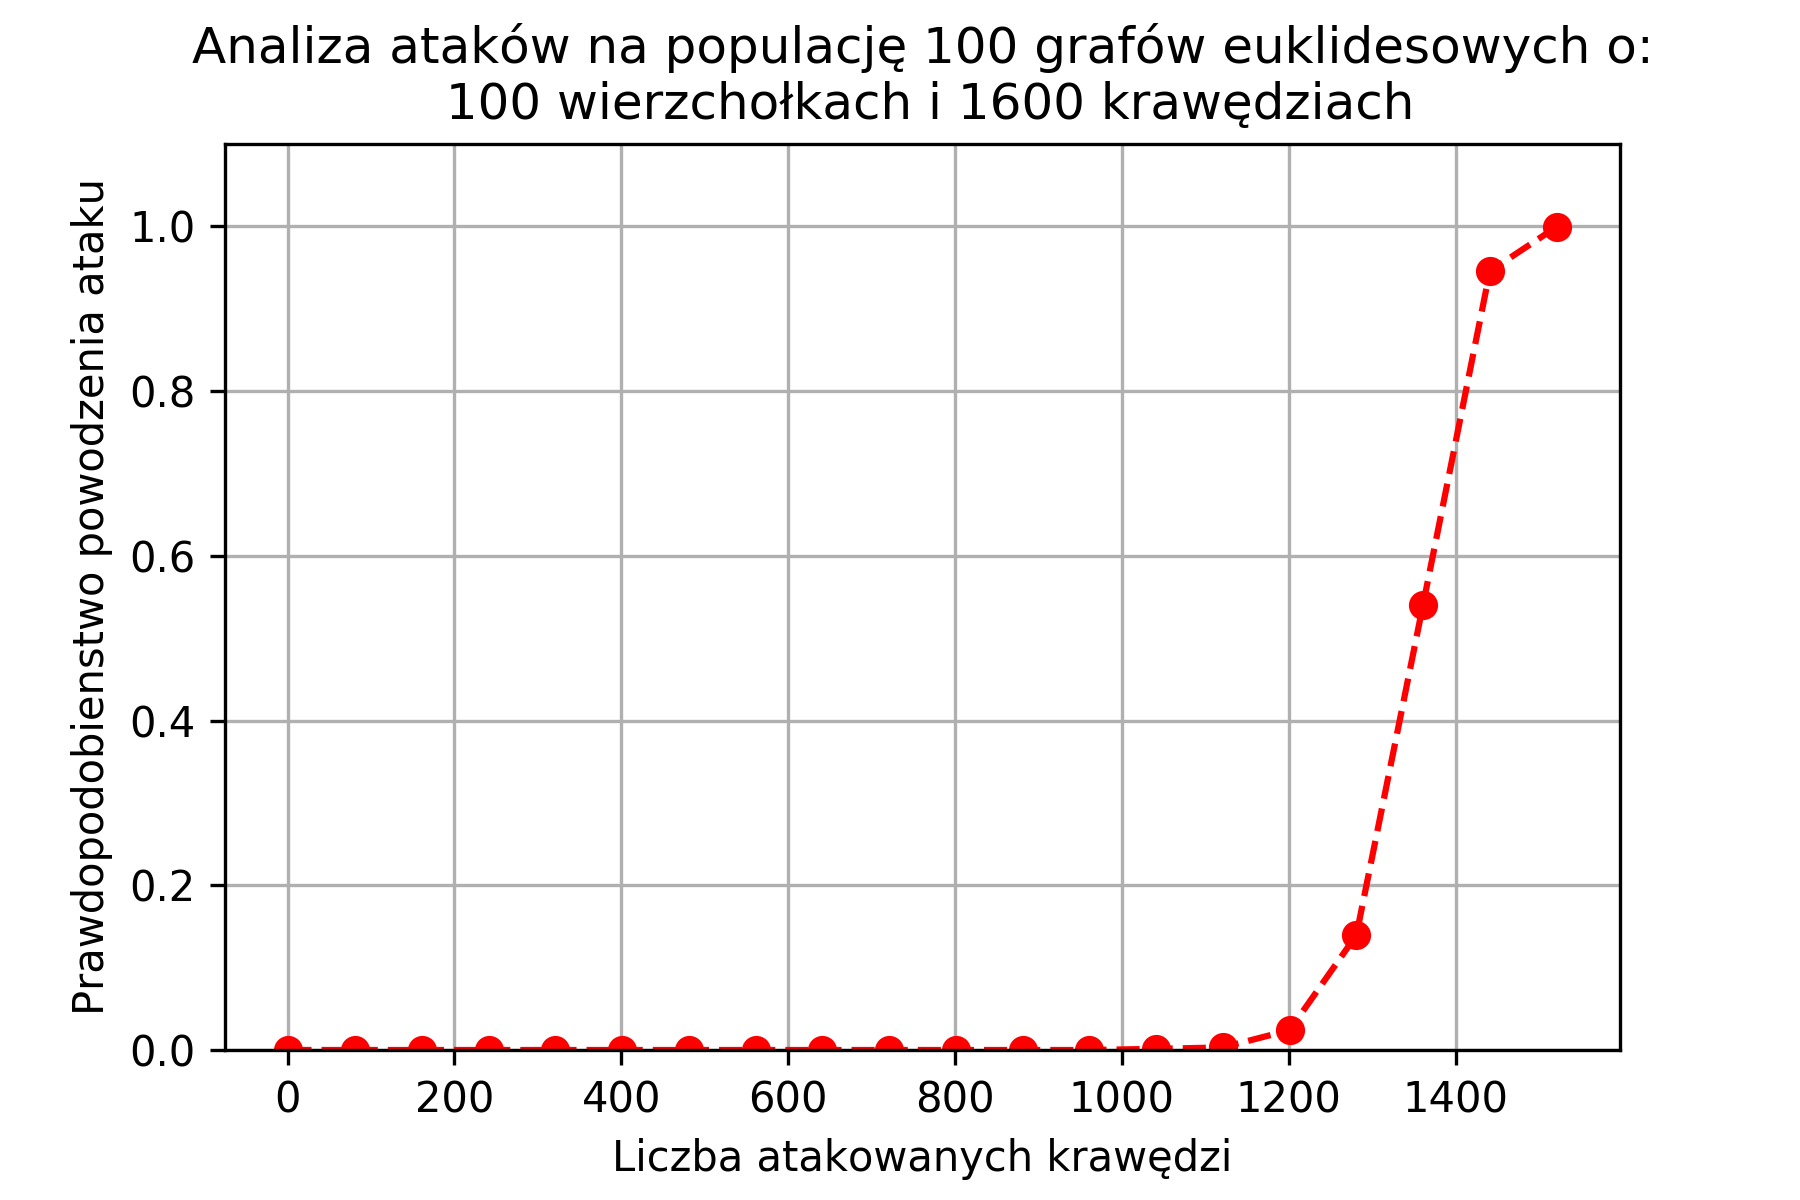 Analiza ataków na populację 100 grafów euklidesowych o:
100 wierzchołkach i 1600 krawędziach
Prawdopodobienstwo powodzenia ataku
1.0
0.8
0.6
0.4
0.2
0.0
0 200 400 600 800 1000 1200 1400
Liczba atakowanych krawędzi